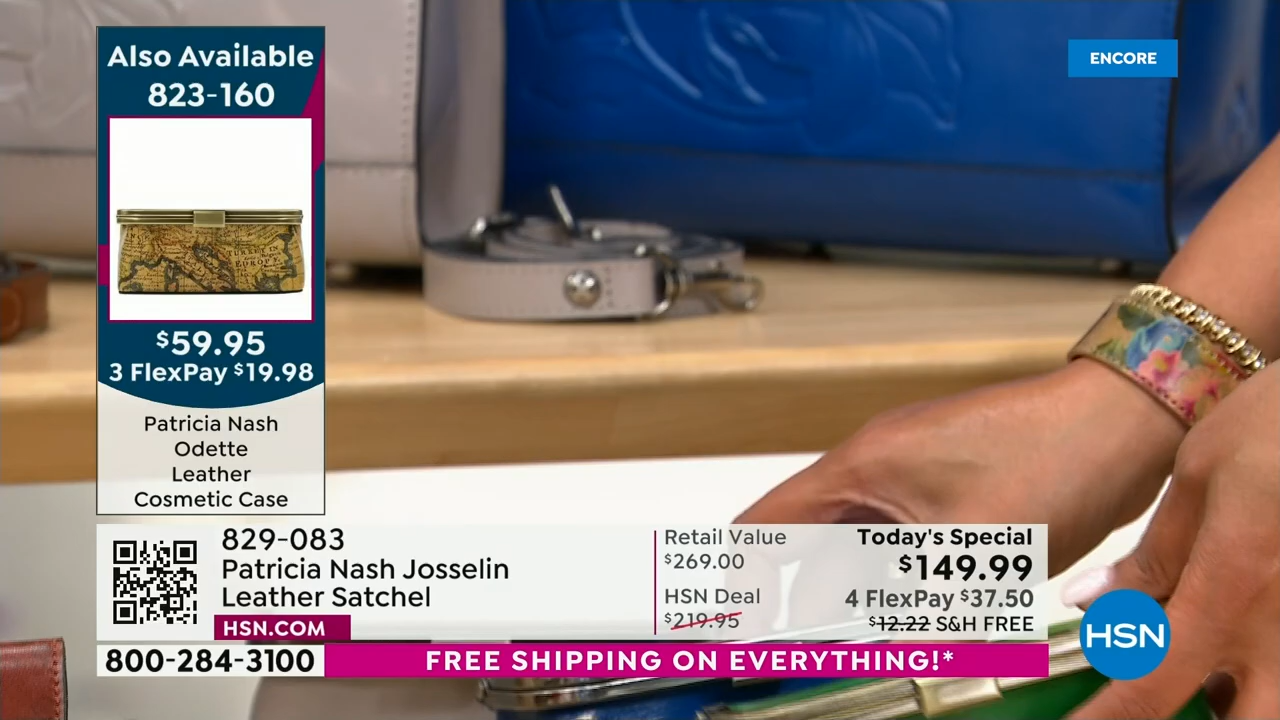 Also Available
823-160
TURKEY
EUROPE
$59.95
3 FlexPay $19.98
Patricia Nash
Odette
Leather
Cosmetic Case
ENCORE
829-083
Patricia Nash Josselin
Leather Satchel
HSN.COM
Retail Value
$269.00
HSN Deal
$219.95
Today's Special
$149.99
4 FlexPay $37.50
$12.22 S&H FREE
HSN
800-284-3100
FREE SHIPPING ON EVERYTHING!*